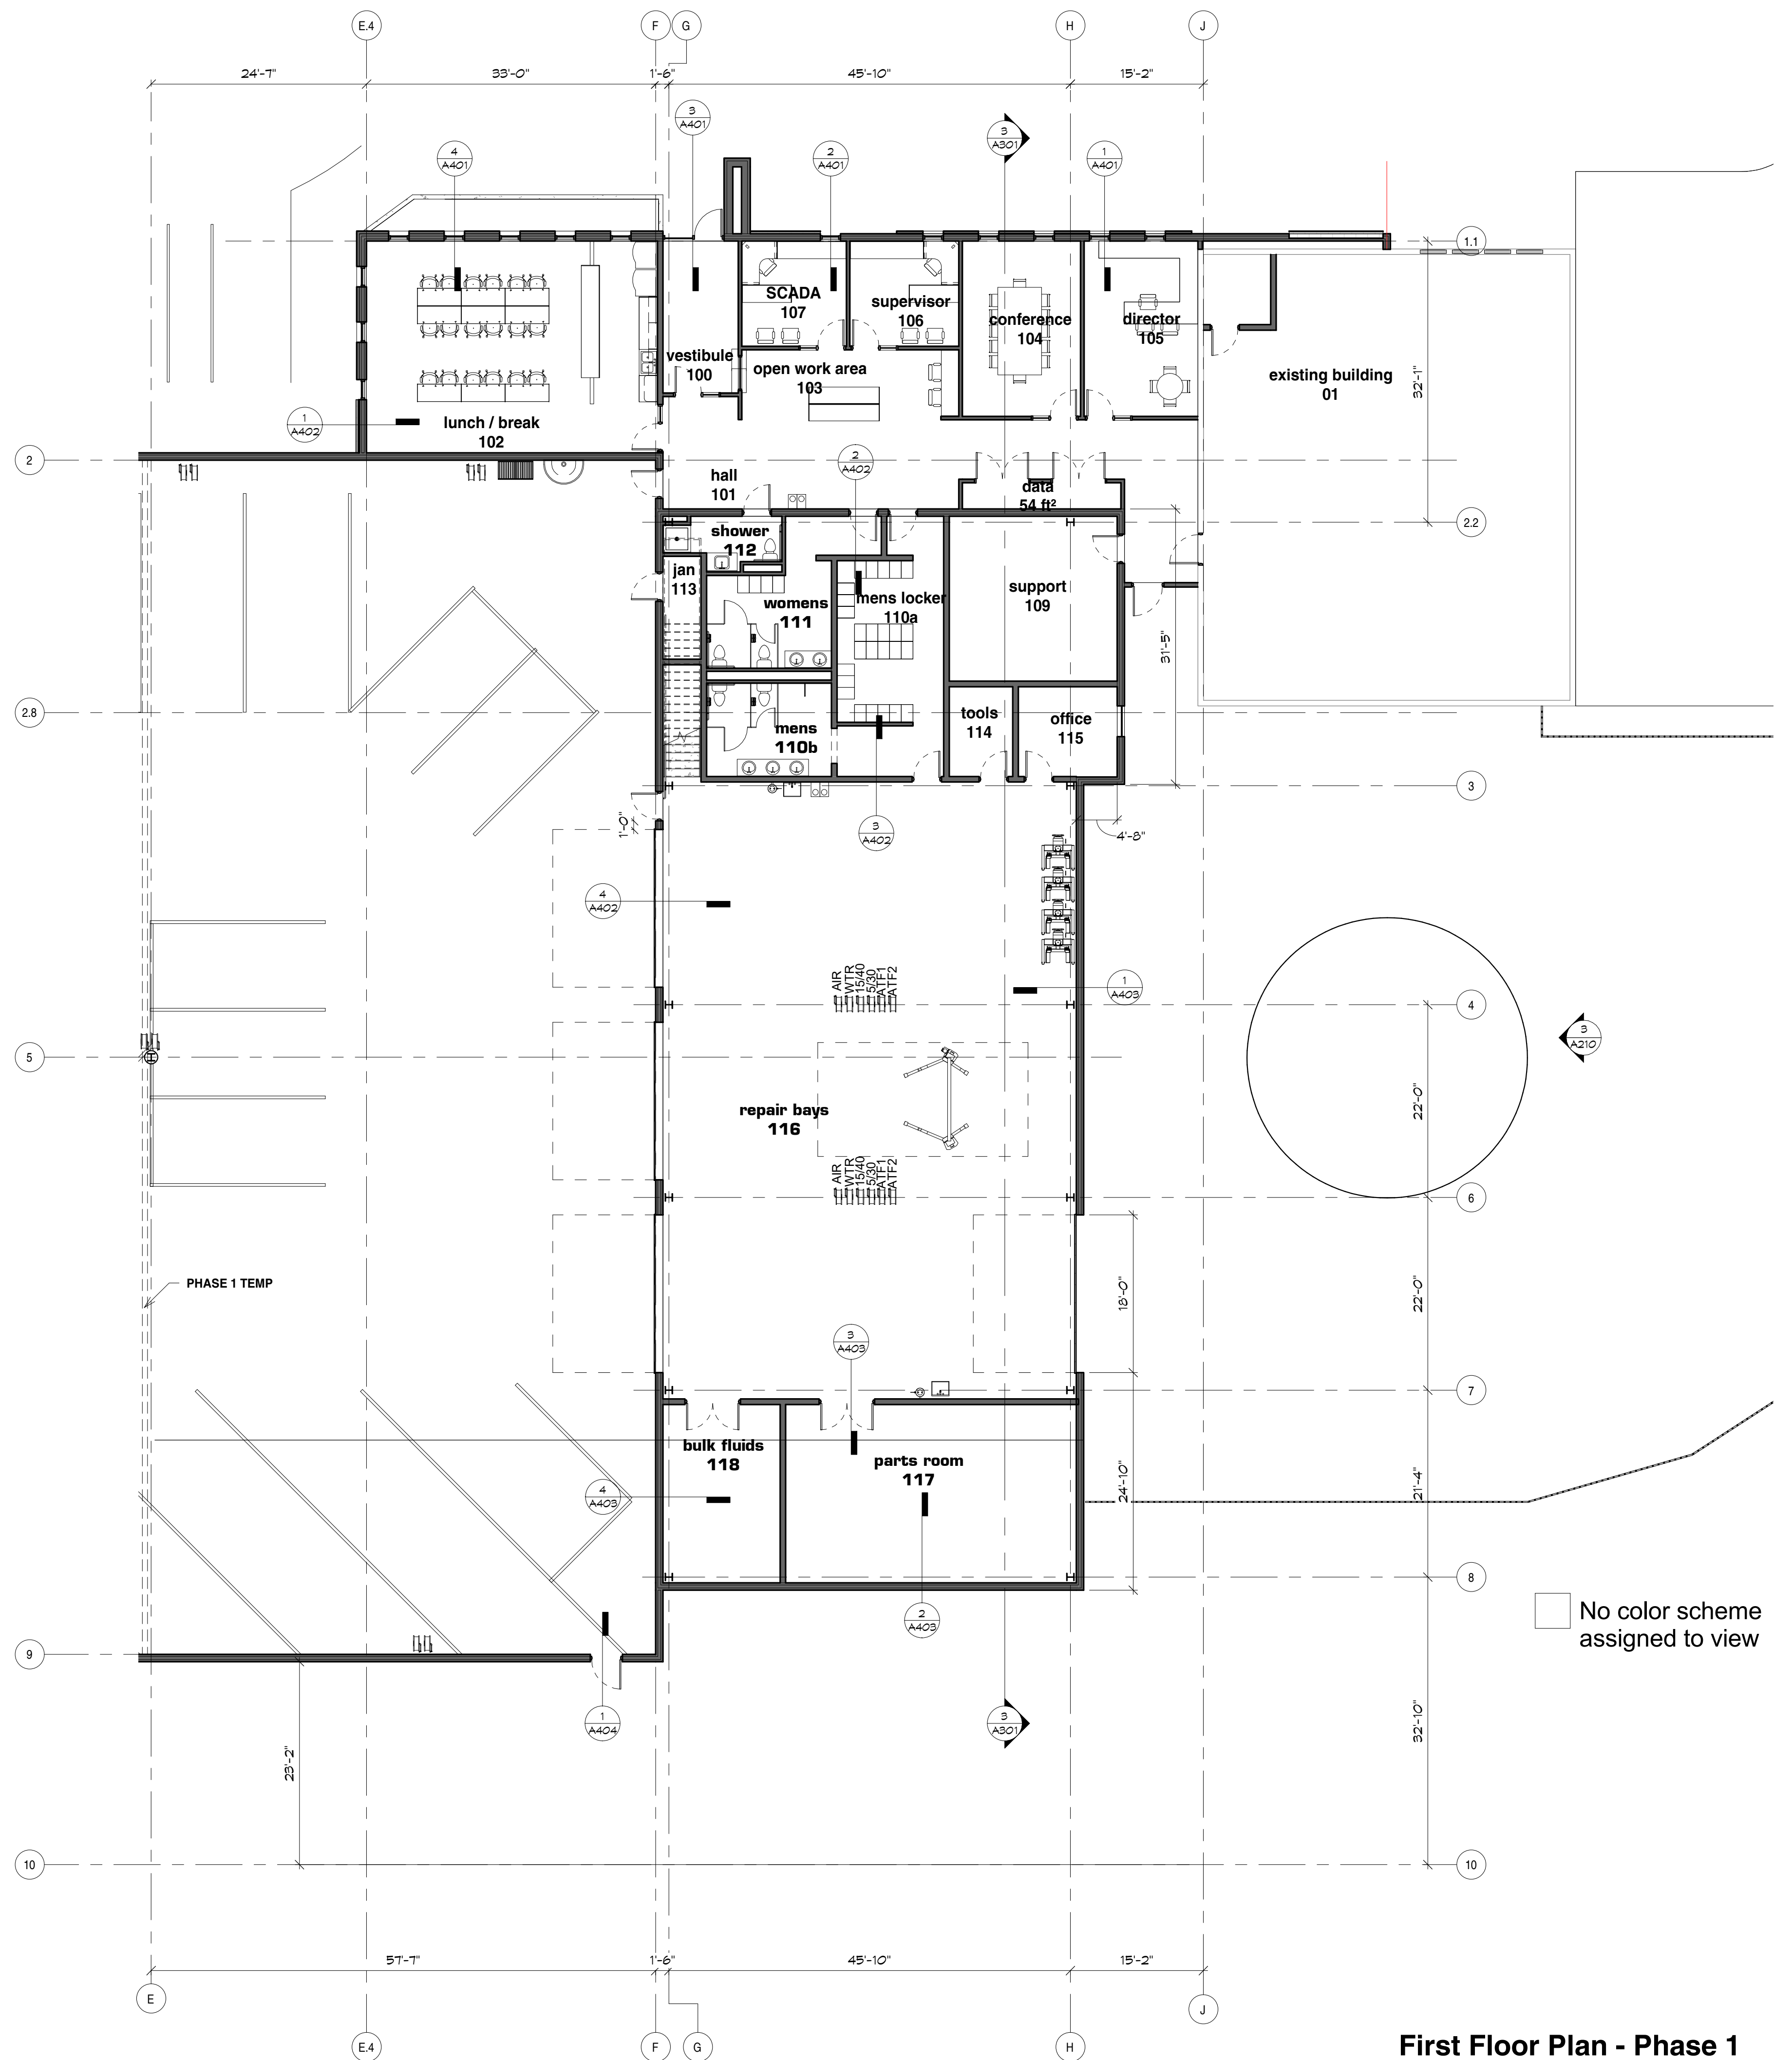 E.4
F
G
H
J
24'-7"
33'-0"
1'-6"
45'-10"
15'-2"
3
A401
4
A401
2
A401
3
A301
1
A401
1.1
SCADA
107
supervisor
106
conference
104
director
105
vestibule
100
open work area
103
existing building
01
32'-1"
1
A402
lunch / break
102
2
2
A402
hall
101
data
54 ft²
2.2
shower
112
jan
113
womens
111
mens locker
110a
support
109
31'-5"
2.8
tools
114
office
115
mens
110b
3
1'-0"
3
A402
4'-8"
4
A402
AIR
WTR
15/40
5/30
ATF1
ATF2
1
A403
4
3
A210
5
22'-0"
repair bays
116
AIR
WTR
15/40
5/30
ATF1
ATF2
6
PHASE 1 TEMP
18'-0"
22'-0"
3
A403
7
bulk fluids
118
parts room
117
24'-10"
21'-4"
4
A403
8
2
A403
No color scheme
assigned to view
9
1
A404
3
A301
23'-2"
32'-10"
10
10
57'-7"
1'-6"
45'-10"
15'-2"
E
J
E.4
F
G
H
First Floor Plan - Phase 1